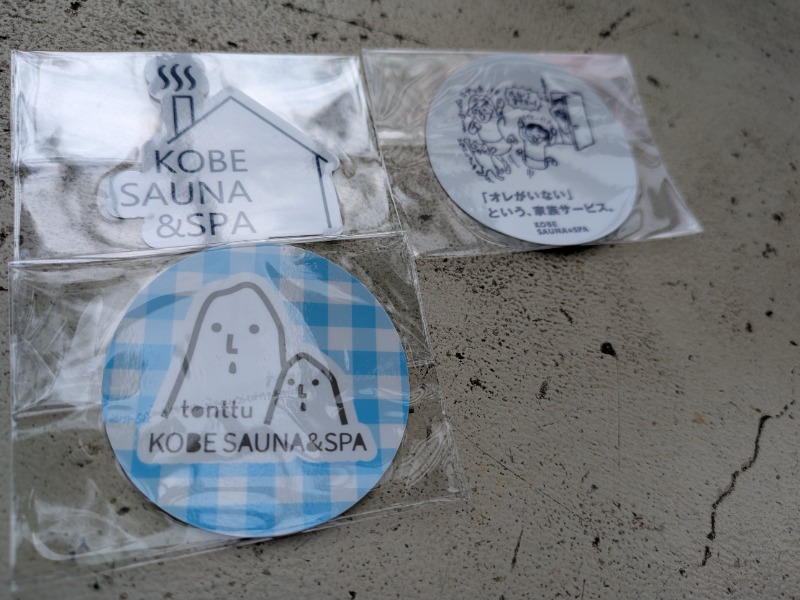 KOBE
SAUNA
&SPA
「オレがいない」
という、家族サービス。
KOBE
SAUNA&SPA
tonttu
KOBE SAUNA&SPA